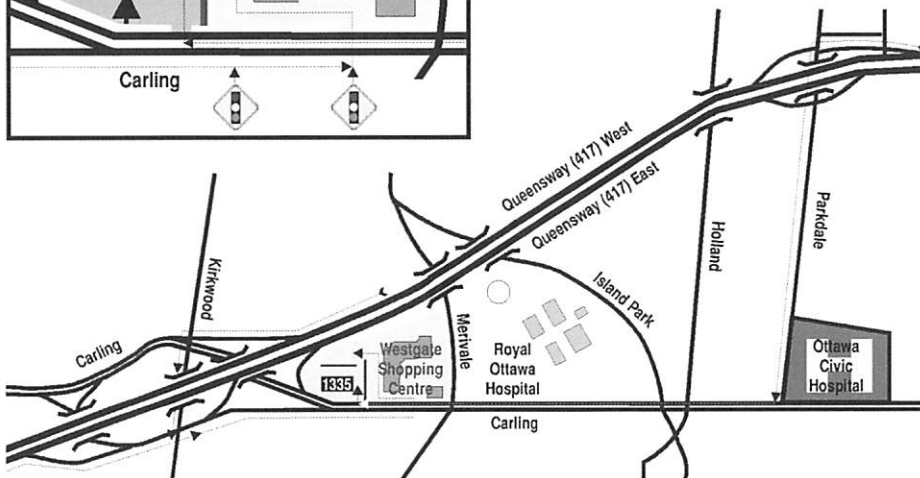 Carling
Queensway (417) West
Queensway (417) East
Kirkwood
Holland
Parkdale
Island Park
Merivale
Carling
Westgate
Shopping
Centre
1335
Royal
Ottawa
Hospital
Ottawa
Civic
Hospital
Carling